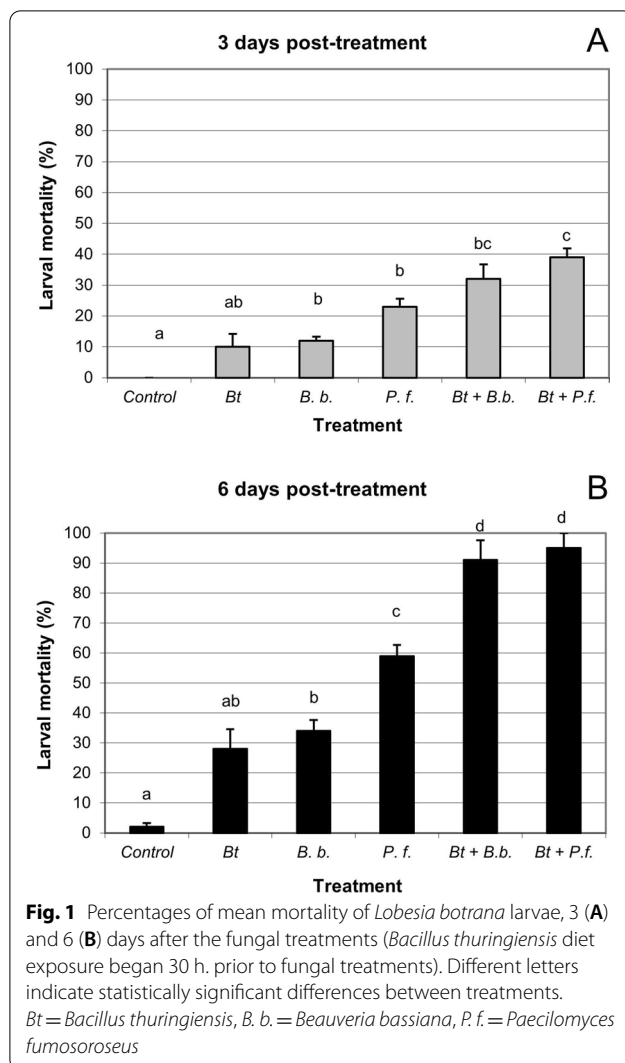 3 days post-treatment
A
Larval mortality (%)
100
90
80
70
60
50
40
30
20
10
0
a
ab
b
b
bc
c
Control Bt B. b. P. f. Bt + B.b. Bt + P.f.
Treatment
6 days post-treatment
B
Larval mortality (%)
100
90
80
70
60
50
40
30
20
10
0
a
ab
b
c
d
d
Control Bt B. b. P. f. Bt + B.b. Bt + P.f.
Treatment
Fig. 1 Percentages of mean mortality of Lobesia botrana larvae, 3 (A)
and 6 (B) days after the fungal treatments (Bacillus thuringiensis diet
exposure began 30 h. prior to fungal treatments). Different letters
indicate statistically significant differences between treatments.
Bt = Bacillus thuringiensis, B. b. = Beauveria bassiana, P. f. = Paecilomyces
fumosoroseus